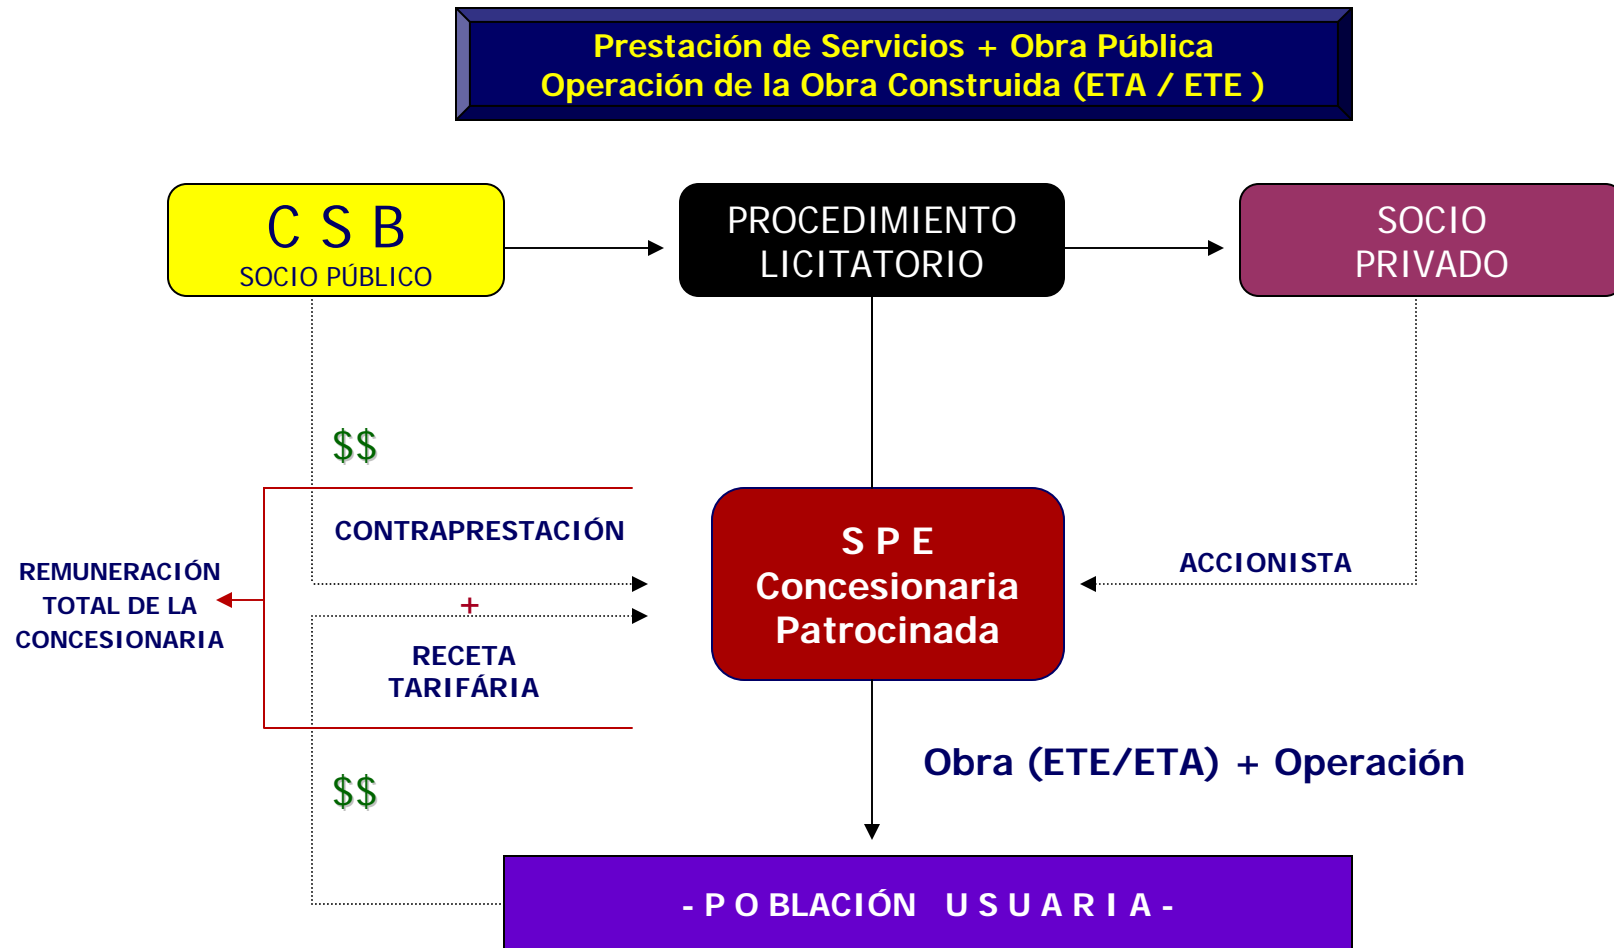 Prestación de Servicios + Obra Pública
Operación de la Obra Construida (ETA / ETE )
C S B
SOCIO PÚBLICO
PROCEDIMIENTO
LICITATORIO
SOCIO
PRIVADO
$$
CONTRAPRESTACIÓN
S P E
Concesionaria
Patrocinada
ACCIONISTA
REMUNERACIÓN
TOTAL DE LA
CONCESIONARIA
+
RECETA
TARIFÁRIA
Obra (ETE/ETA) + Operación
$$
- P O BLACIÓN U S U A R I A -